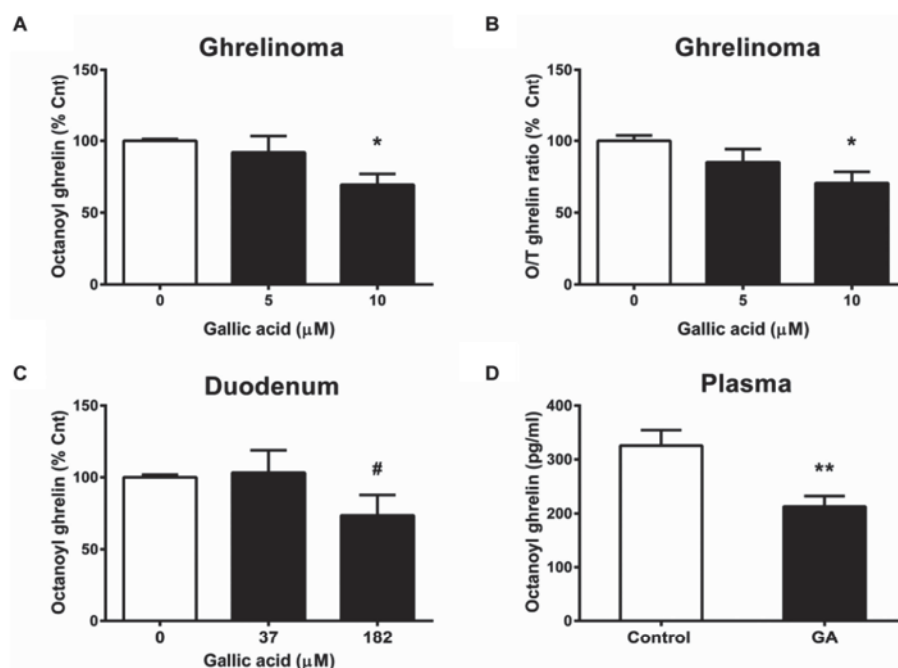 A
Ghrelinoma
Octanoyl ghrelin (% Cnt)
150
100
50
0
*
0 5 10
Gallic acid (μM)
B
Ghrelinoma
O/T ghrelin ratio (% Cnt)
150
100
50
0
*
0 5 10
Gallic acid (μM)
C
Duodenum
Octanoyl ghrelin (% Cnt)
150
100
50
0
#
0 37 182
Gallic acid (μM)
D
Plasma
Octanoyl ghrelin (pg/ml)
400
300
200
100
0
**
Control GA